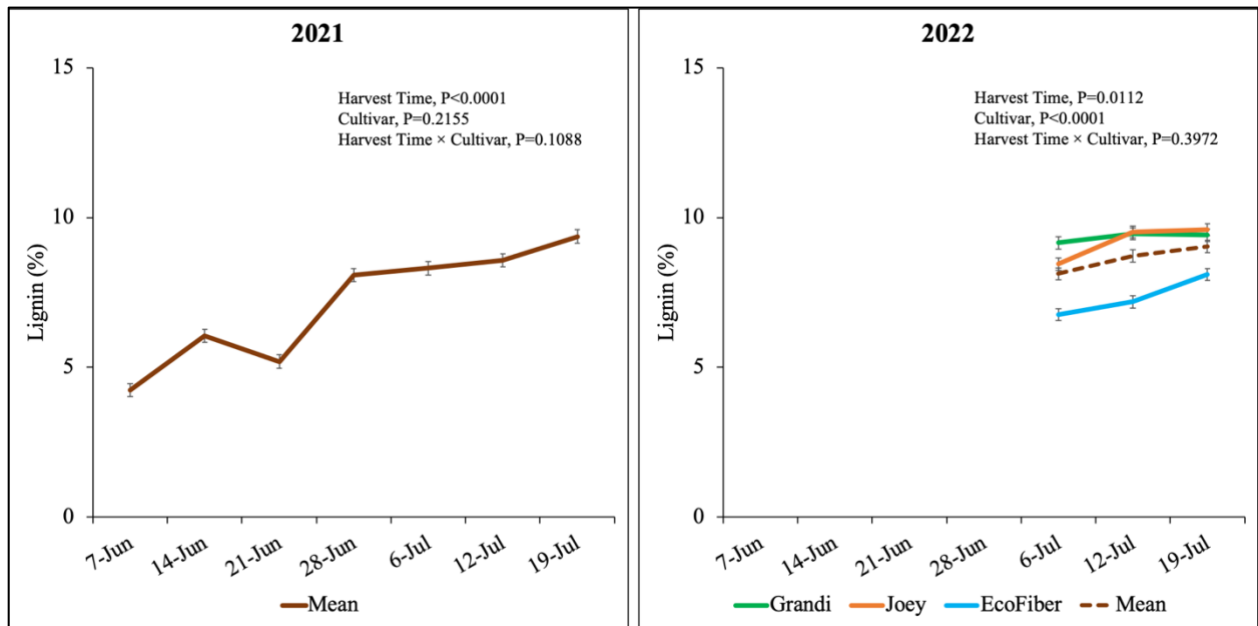 2021
15
10
5
0
Lignin (%)
Harvest Time, P<0.0001
Cultivar, P=0.2155
Harvest Time × Cultivar, P=0.1088
7-Jun
14-Jun
21-Jun
28-Jun
6-Jul
12-Jul
19-Jul
Mean
2022
15
10
5
0
Lignin (%)
Harvest Time, P=0.0112
Cultivar, P<0.0001
Harvest Time × Cultivar, P=0.3972
7-Jun
14-Jun
21-Jun
28-Jun
6-Jul
12-Jul
19-Jul
Grandi Joey EcoFiber Mean